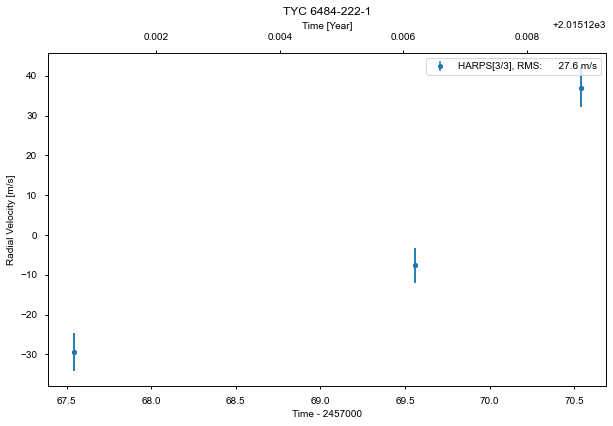 TYC 6484-222-1
Time [Year]
+2.01512e3
0.002 0.004 0.006 0.008
HARPS[3/3], RMS: 27.6 m/s
Radial Velocity [m/s]
40
30
20
10
0
−10
−20
−30
67.5 68.0 68.5 69.0 69.5 70.0 70.5
Time - 2457000